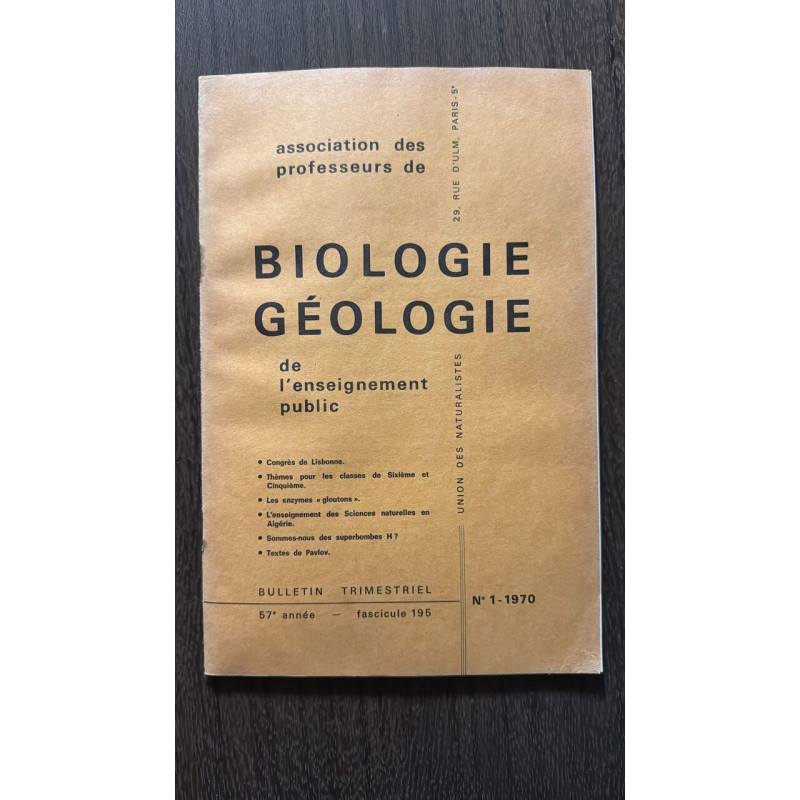 association des
professeurs de
29, RUE D'ULM, PARIS-5e
BIOLOGIE
GÉOLOGIE
de
l'enseignement
public
UNION DES NATURALISTES
• Congrès de Lisbonne.
• Thèmes pour les classes de Sixième et
Cinquième.
• Les enzymes « gloutons ».
• L'enseignement des Sciences naturelles en
Algérie.
• Sommes-nous des superbombes H ?
• Textes de Pavlov.
BULLETIN TRIMESTRIEL
57e année — fascicule 195
N° 1 - 1970